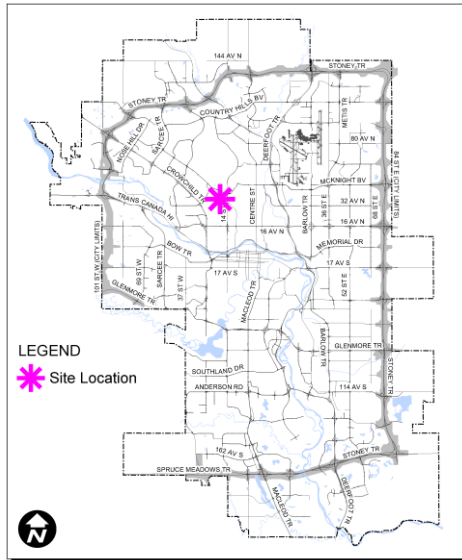 144 AV N
STONEY TR
STONEY TR
COUNTRY HILLS BV
NOSE HILL DR
SARCEE TR
DEERFOOT TR
METIS TR
80 AV N
CROWCHILD TR
MCKNIGHT BV
84 ST E (CITY LIMITS)
TRANS CANADA HI
14 S
CENTRE ST
BARLOW TR
36 ST E
32 AV N
68 ST E
16 AV N
16 AV N
101 ST W (CITY LIMITS)
BOW TR
MEMORIAL DR
69 ST W
SARCEE TR
37 ST W
17 AV S
MACLEOD TR
17 AV S
52 ST E
GLENMORE TR
BARLOW TR
GLENMORE TR
LEGEND
Site Location
SOUTHLAND DR
ANDERSON RD
114 AV S
STONEY TR
162 AV S
STONEY TR
SPRUCE MEADOWS TR
MACLEOD TR
DEERFOOT TR
N